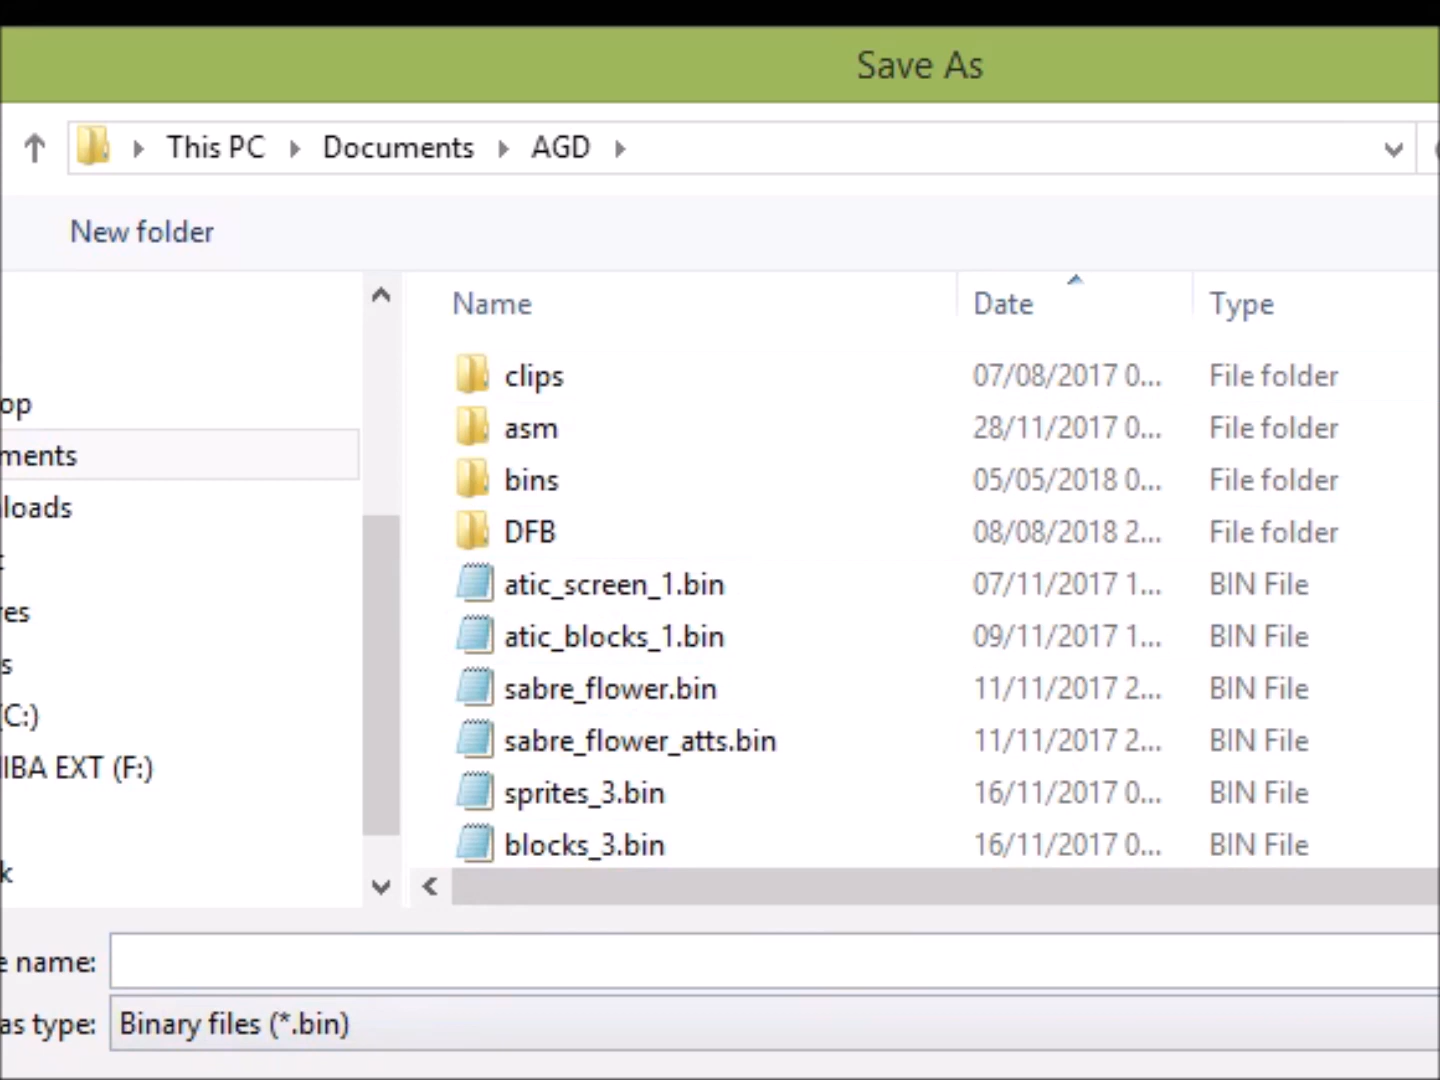 Save As
This PC Documents AGD
New folder
Name Date Type
clips 07/08/2017 0... File folder
op
asm 28/11/2017 0... File folder
ments
bins 05/05/2018 0... File folder
loads
DFB 08/08/2018 2... File folder
t
atic_screen_1.bin 07/11/2017 1... BIN File
res
atic_blocks_1.bin 09/11/2017 1... BIN File
s
sabre_flower.bin 11/11/2017 2... BIN File
(C:)
sabre_flower_atts.bin 11/11/2017 2... BIN File
IBA EXT (F:)
sprites_3.bin 16/11/2017 0... BIN File
blocks_3.bin 16/11/2017 0... BIN File
k
e name:
as type: Binary files (*.bin)